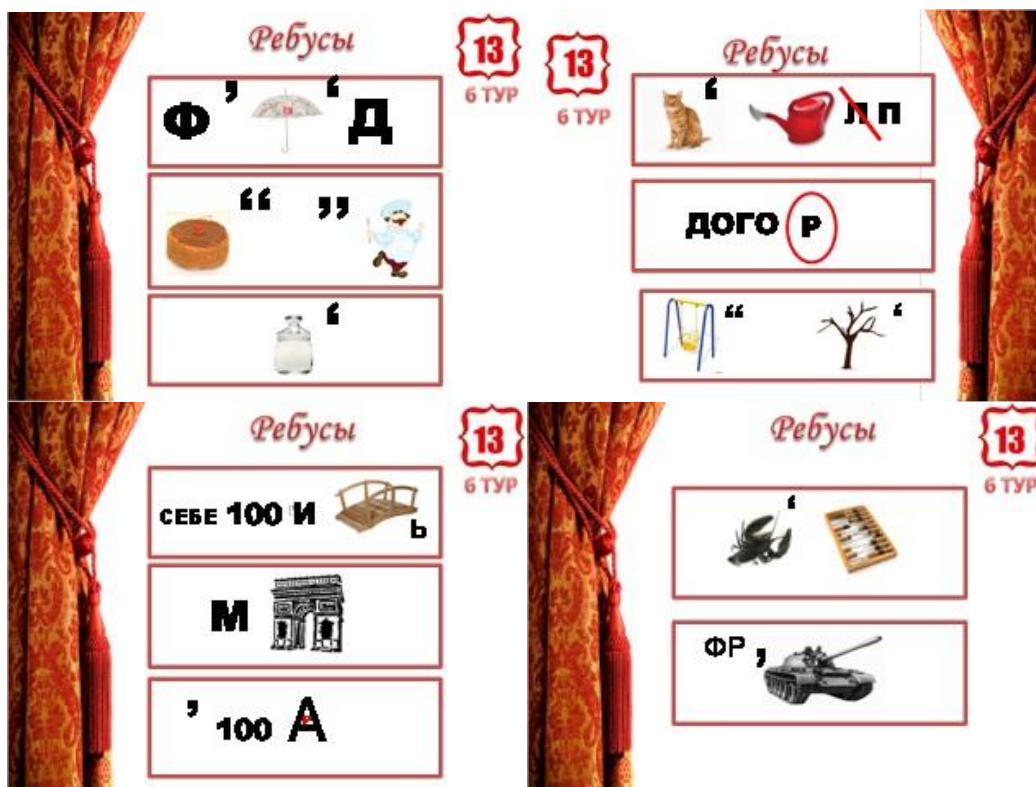 Ребусы
13
6 ТУР
Ф ’ ‘ Д
“ ”
‘
13
6 ТУР
Ребусы
‘ Л П
ДОГО Р
“ ‘
Ребусы
13
6 ТУР
СЕБЕ 100 И Ь
М
’ 100 А
Ребусы
13
6 ТУР
‘
ФР ,